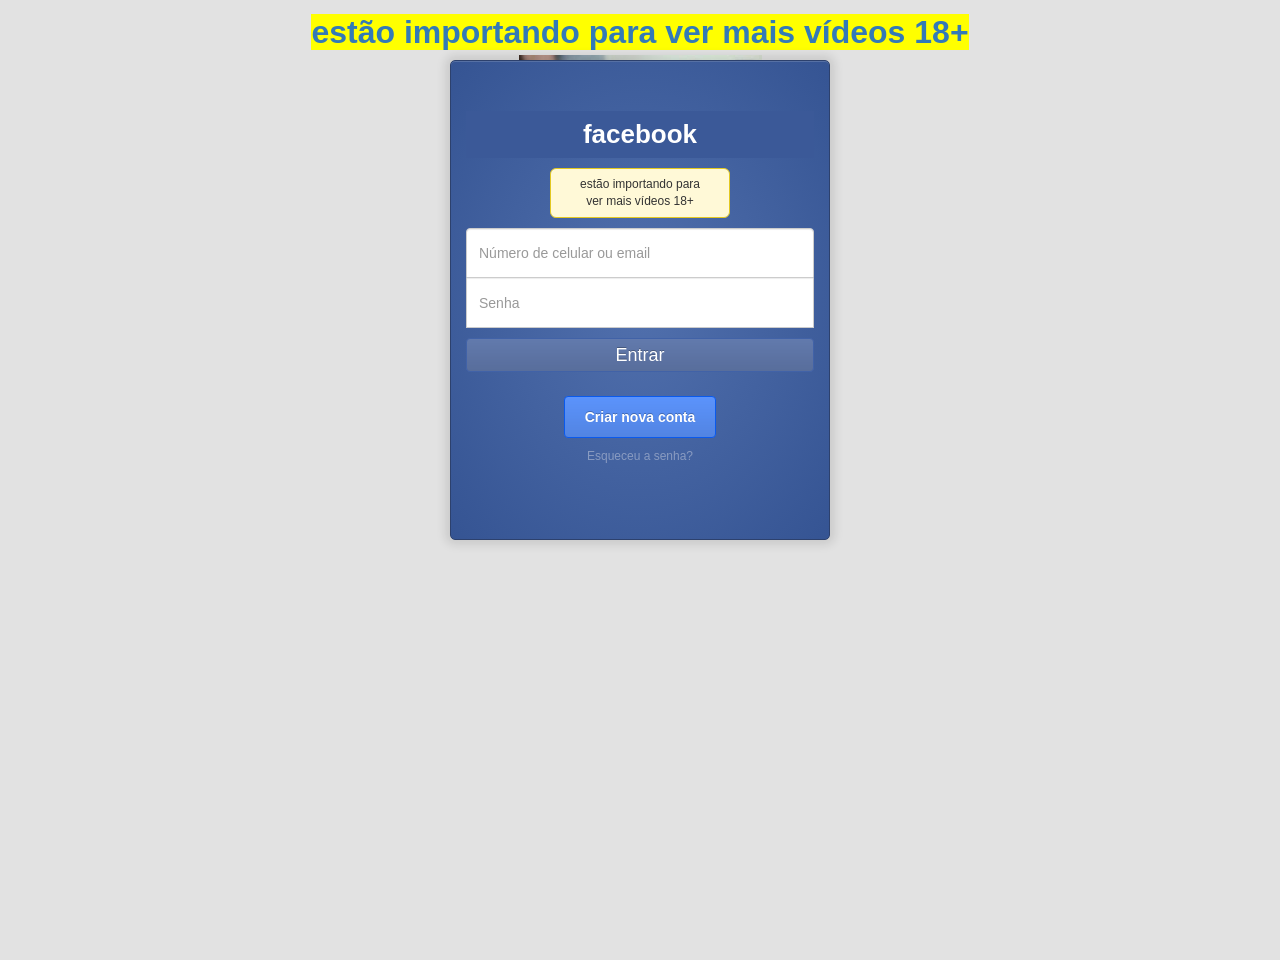 estão importando para ver mais vídeos 18+
facebook
estão importando para
ver mais vídeos 18+
Número de celular ou email
Senha
Entrar
Criar nova conta
Esqueceu a senha?